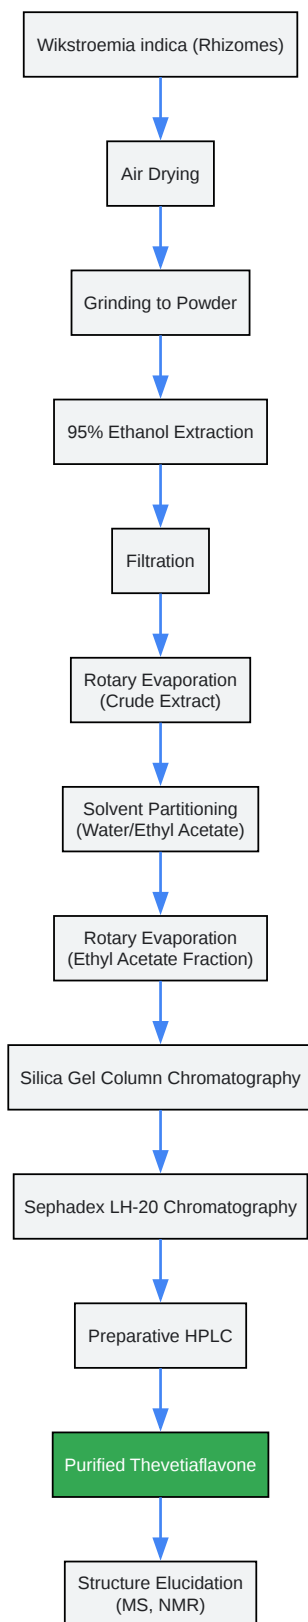 Wikstroemia indica (Rhizomes)
Air Drying
Grinding to Powder
95% Ethanol Extraction
Filtration
Rotary Evaporation
(Crude Extract)
Solvent Partitioning
(Water/Ethyl Acetate)
Rotary Evaporation
(Ethyl Acetate Fraction)
Silica Gel Column Chromatography
Sephadex LH-20 Chromatography
Preparative HPLC
Purified Thevetiaflavone
Structure Elucidation
(MS, NMR)